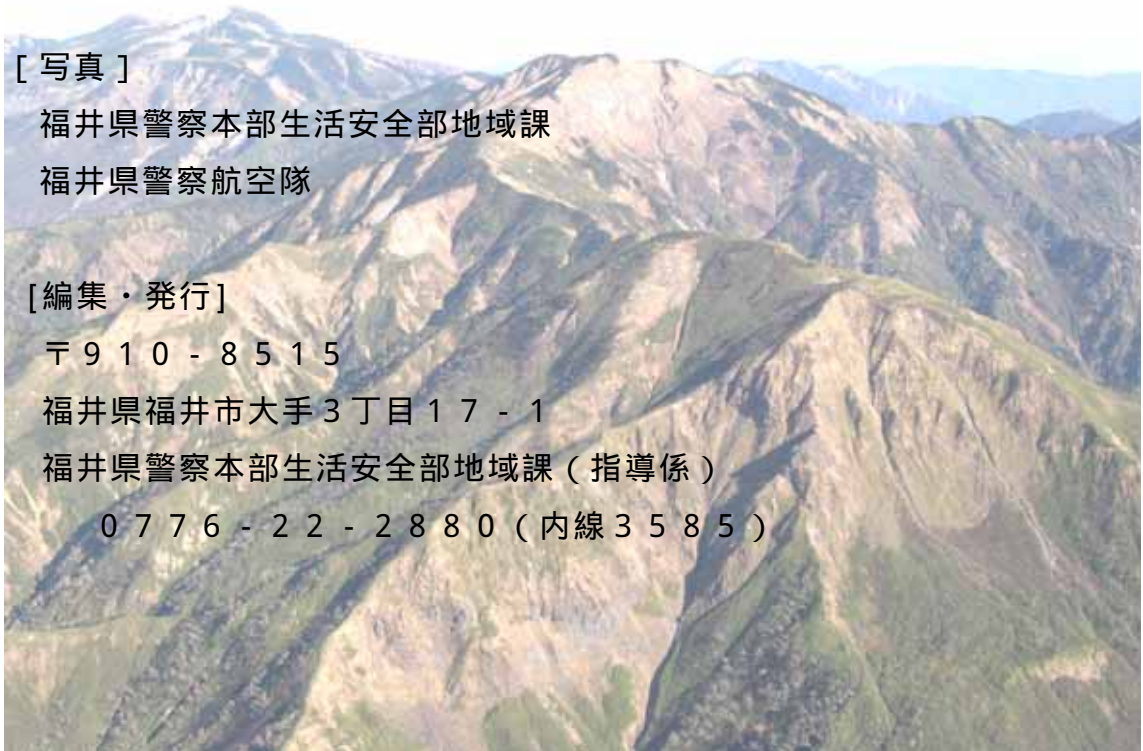 [写真]
福井県警察本部生活安全部地域課
福井県警察航空隊
[編集・発行]
〒910-8515
福井県福井市大手3丁目17-1
福井県警察本部生活安全部地域課(指導係)
0776-22-2880(内線3585)